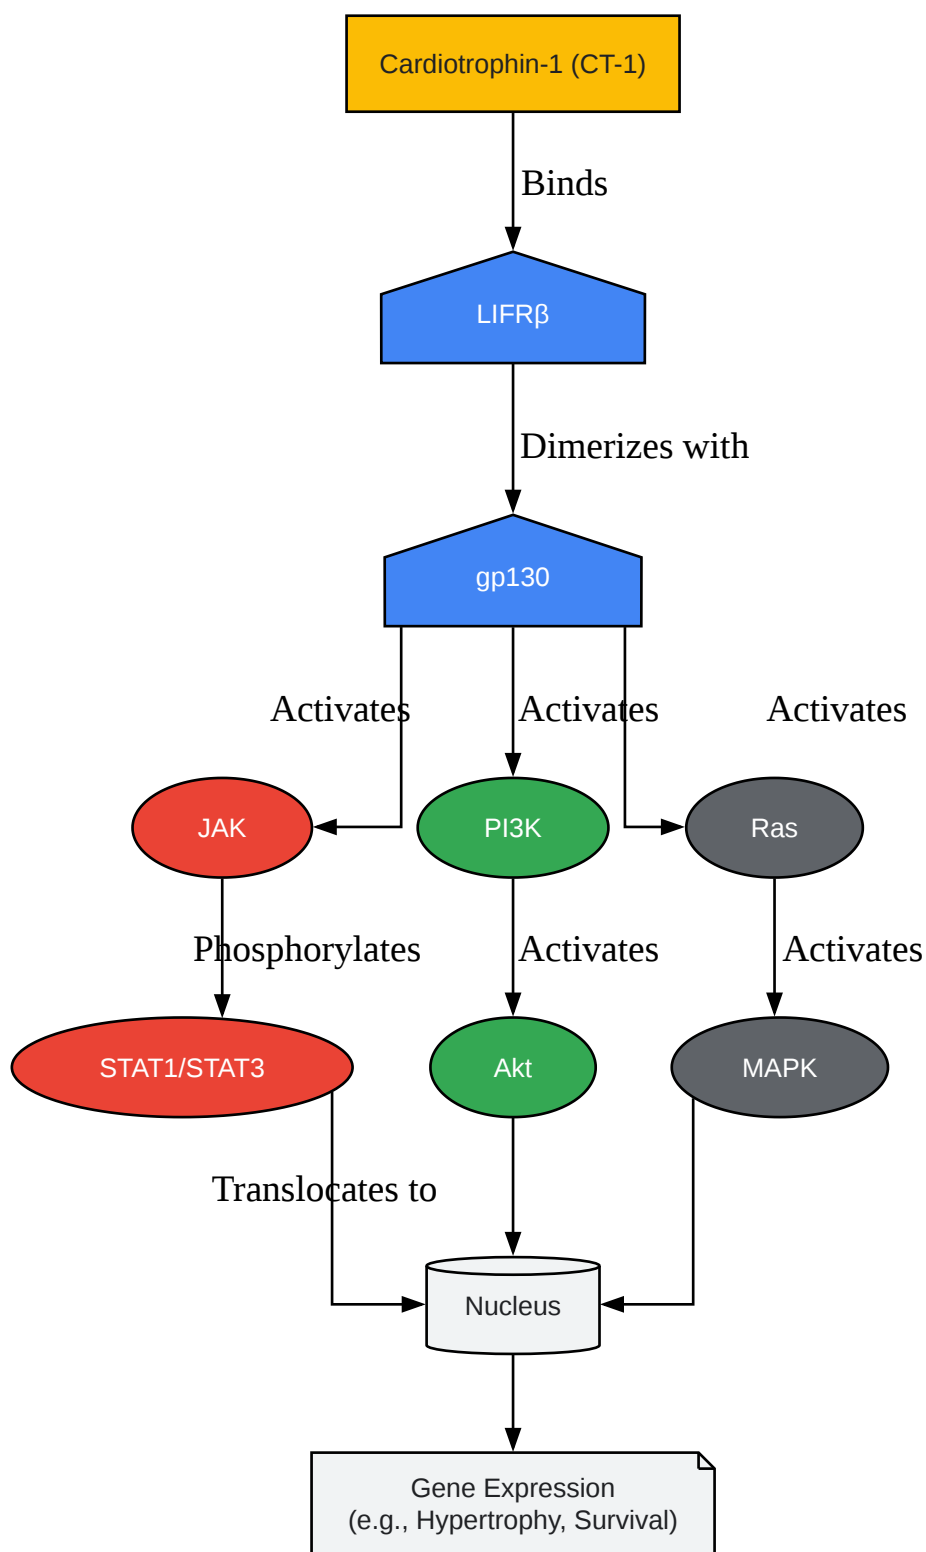 Cardiotrophin-1 (CT-1)
Binds
LIFRβ
Dimerizes with
gp130
Activates
Activates
Activates
JAK
PI3K
Ras
Phosphorylates
Activates
Activates
STAT1/STAT3
Akt
MAPK
Translocates to
Nucleus
Gene Expression
(e.g., Hypertrophy, Survival)